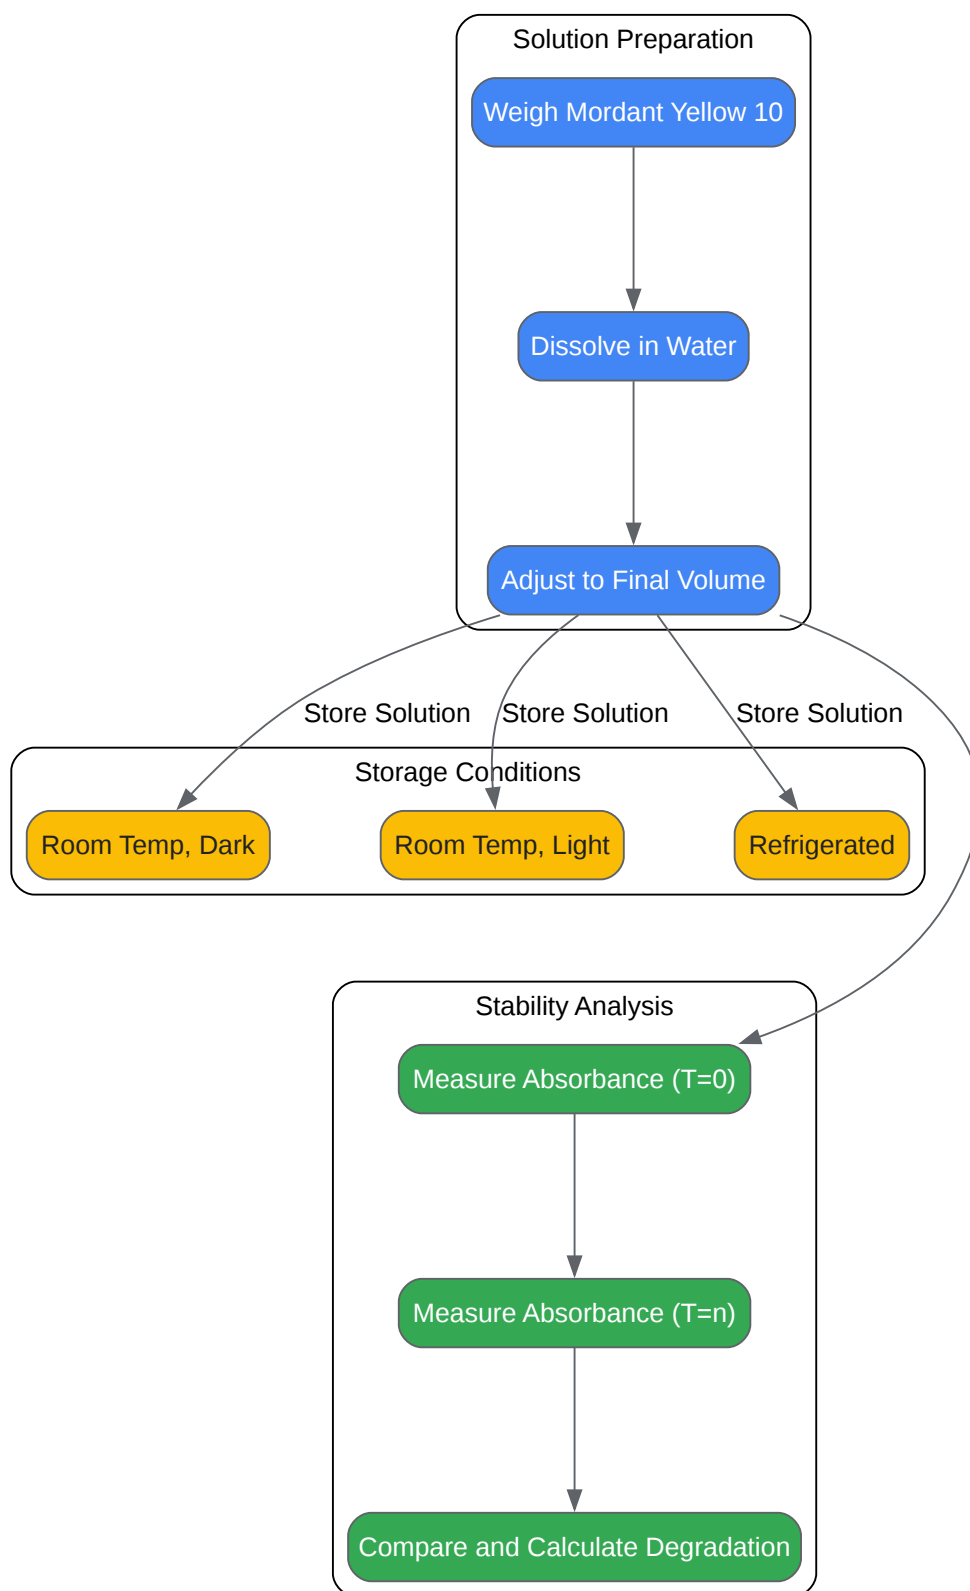 Solution Preparation
Weigh Mordant Yellow 10
Dissolve in Water
Adjust to Final Volume
Store Solution
Store Solution
Store Solution
Storage Conditions
Room Temp, Dark
Room Temp, Light
Refrigerated
Stability Analysis
Measure Absorbance (T=0)
Measure Absorbance (T=n)
Compare and Calculate Degradation